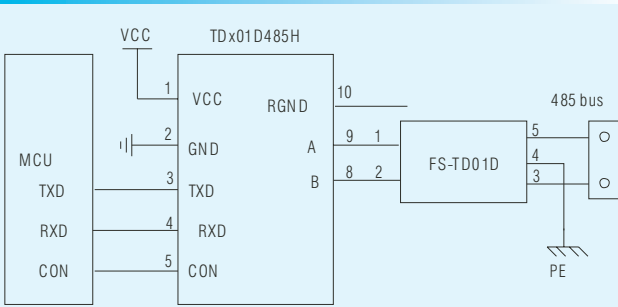 VCC TDx01D485H
1 VCC 10 RGND 485 bus
2 GND A 9 1 5
MCU FS-TD01D 4
TXD 3 TXD B 8 2 3
RXD 4 RXD
CON 5 CON PE